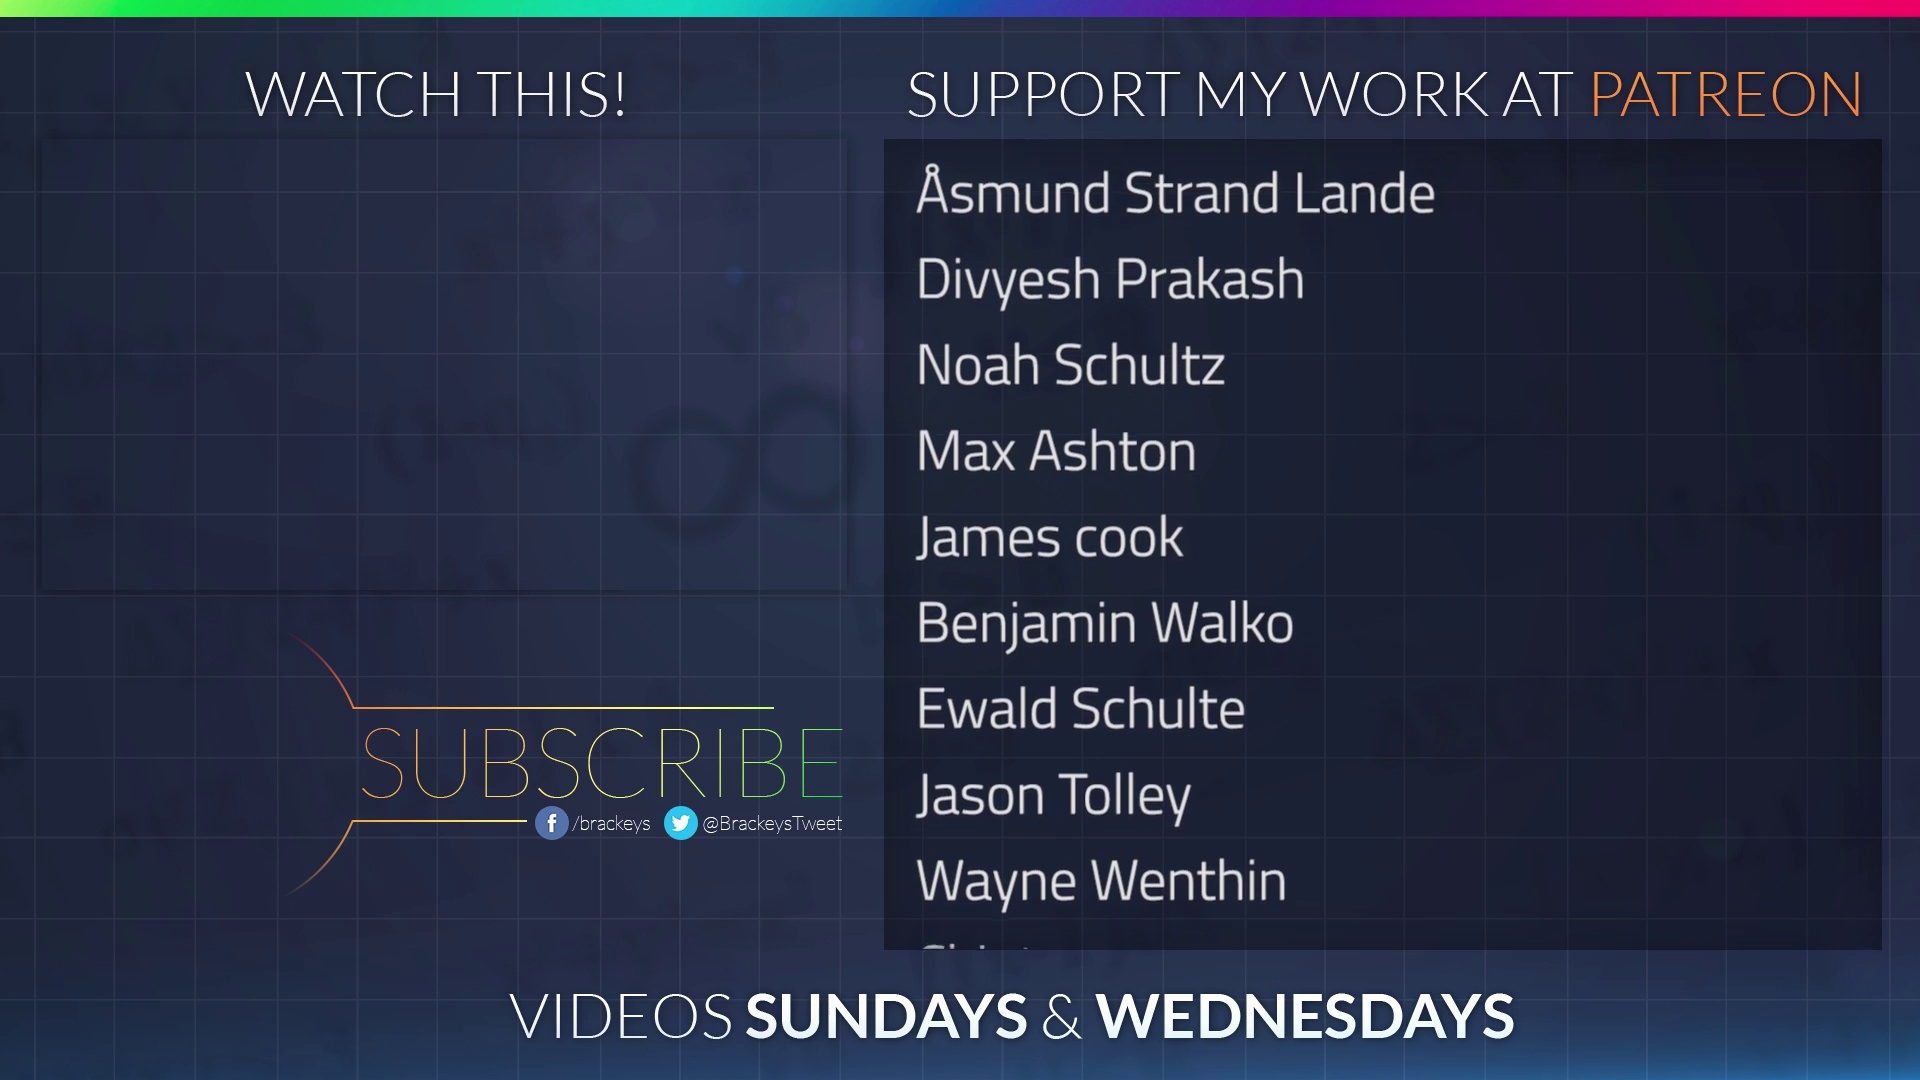 WATCH THIS!
SUPPORT MY WORK AT PATREON
Åsmund Strand Lande
Divyesh Prakash
Noah Schultz
Max Ashton
James cook
Benjamin Walko
Ewald Schulte
Jason Tolley
Wayne Wenthin
SUBSCRIBE
/brackeys @BrackeysTweet
VIDEOS SUNDAYS & WEDNESDAYS